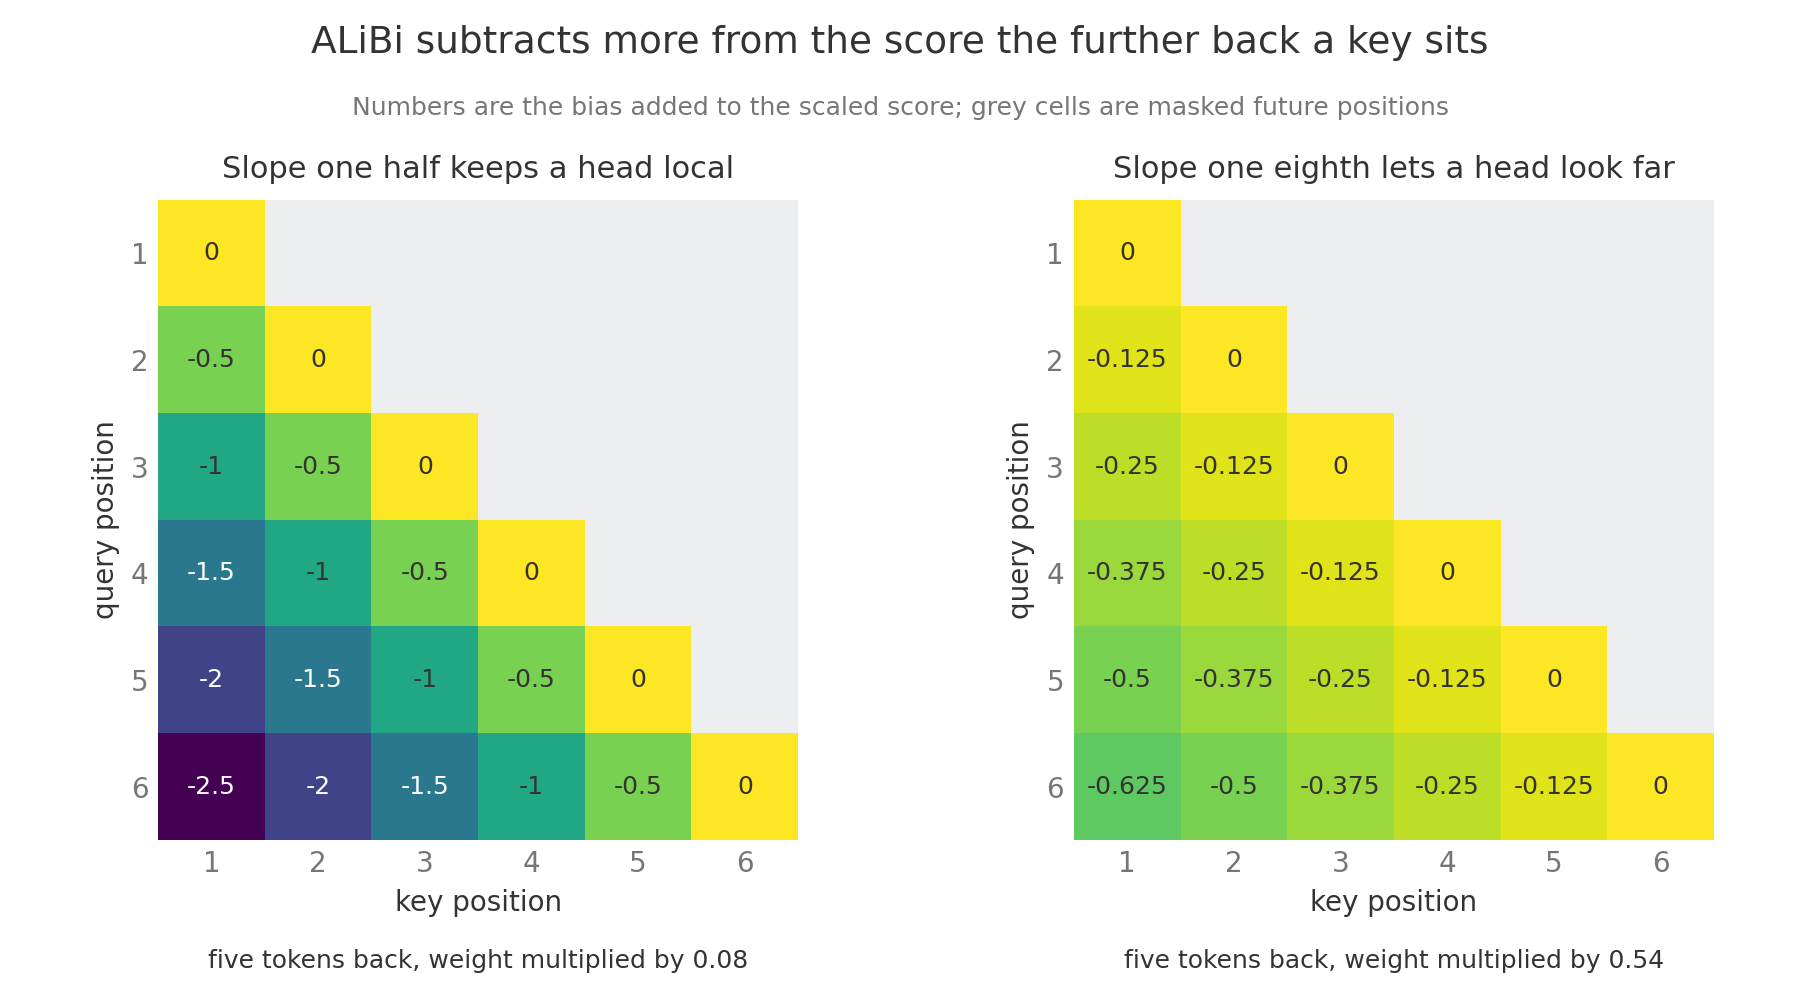 ALiBi subtracts more from the score the further back a key sits
Numbers are the bias added to the scaled score; grey cells are masked future positions
Slope one half keeps a head local
query position
1 0
2 -0.5 0
3 -1 -0.5 0
4 -1.5 -1 -0.5 0
5 -2 -1.5 -1 -0.5 0
6 -2.5 -2 -1.5 -1 -0.5 0
1 2 3 4 5 6
key position
five tokens back, weight multiplied by 0.08
Slope one eighth lets a head look far
query position
1 0
2 -0.125 0
3 -0.25 -0.125 0
4 -0.375 -0.25 -0.125 0
5 -0.5 -0.375 -0.25 -0.125 0
6 -0.625 -0.5 -0.375 -0.25 -0.125 0
1 2 3 4 5 6
key position
five tokens back, weight multiplied by 0.54